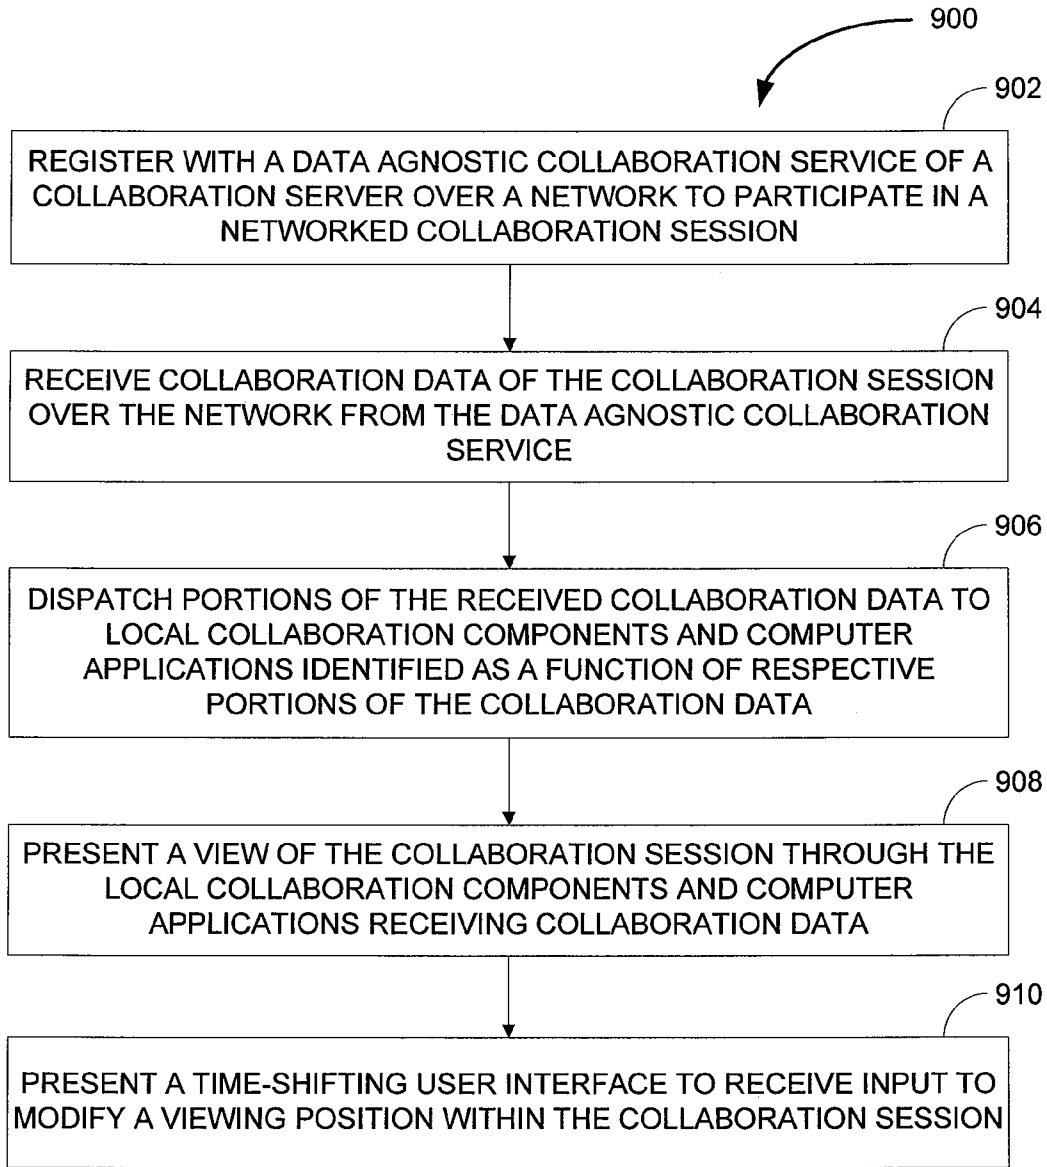 900
902
REGISTER WITH A DATA AGNOSTIC COLLABORATION SERVICE OF A
COLLABORATION SERVER OVER A NETWORK TO PARTICIPATE IN A
NETWORKED COLLABORATION SESSION
904
RECEIVE COLLABORATION DATA OF THE COLLABORATION SESSION
OVER THE NETWORK FROM THE DATA AGNOSTIC COLLABORATION
SERVICE
906
DISPATCH PORTIONS OF THE RECEIVED COLLABORATION DATA TO
LOCAL COLLABORATION COMPONENTS AND COMPUTER
APPLICATIONS IDENTIFIED AS A FUNCTION OF RESPECTIVE
PORTIONS OF THE COLLABORATION DATA
908
PRESENT A VIEW OF THE COLLABORATION SESSION THROUGH THE
LOCAL COLLABORATION COMPONENTS AND COMPUTER
APPLICATIONS RECEIVING COLLABORATION DATA
910
PRESENT A TIME-SHIFTING USER INTERFACE TO RECEIVE INPUT TO
MODIFY A VIEWING POSITION WITHIN THE COLLABORATION SESSION